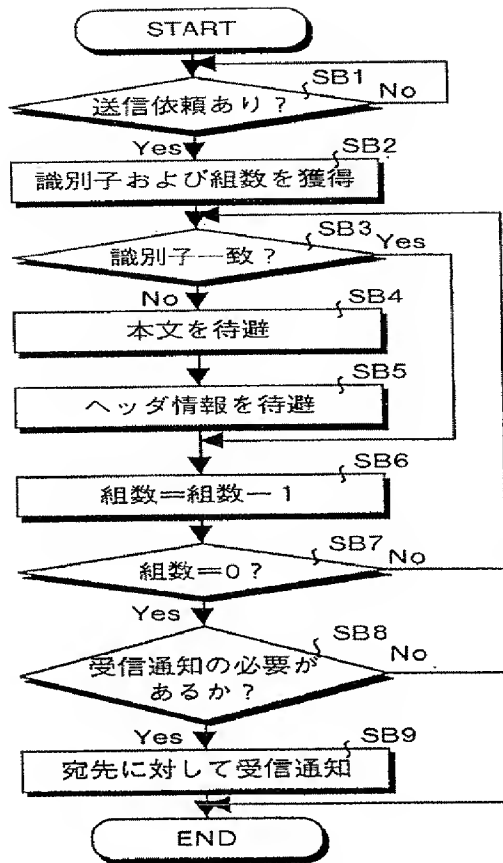 START
SB1
送信依頼あり？
No
Yes
SB2
識別子および組数を獲得
SB3
識別子一致？
Yes
No
SB4
本文を待避
SB5
ヘッダ情報を待避
SB6
組数＝組数－１
SB7
組数＝０？
No
Yes
SB8
受信通知の必要が
あるか？
No
Yes
SB9
宛先に対して受信通知
END